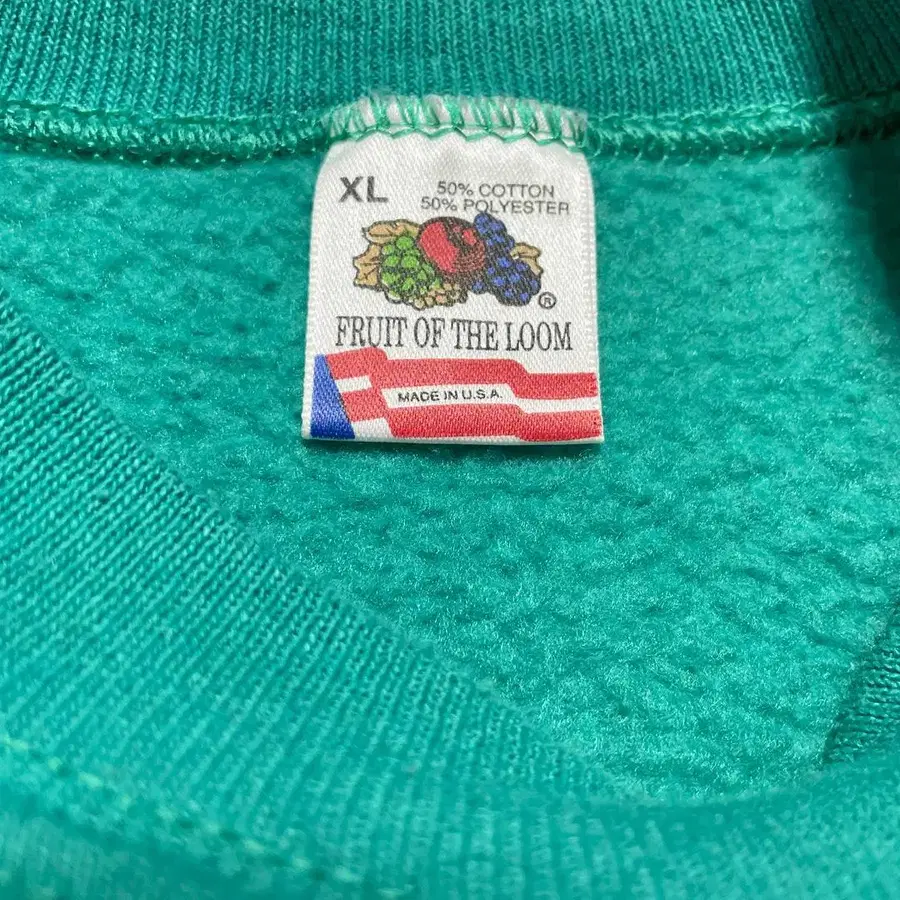 XL
50% COTTON
50% POLYESTER
®
FRUIT OF THE LOOM
MADE IN U.S.A.